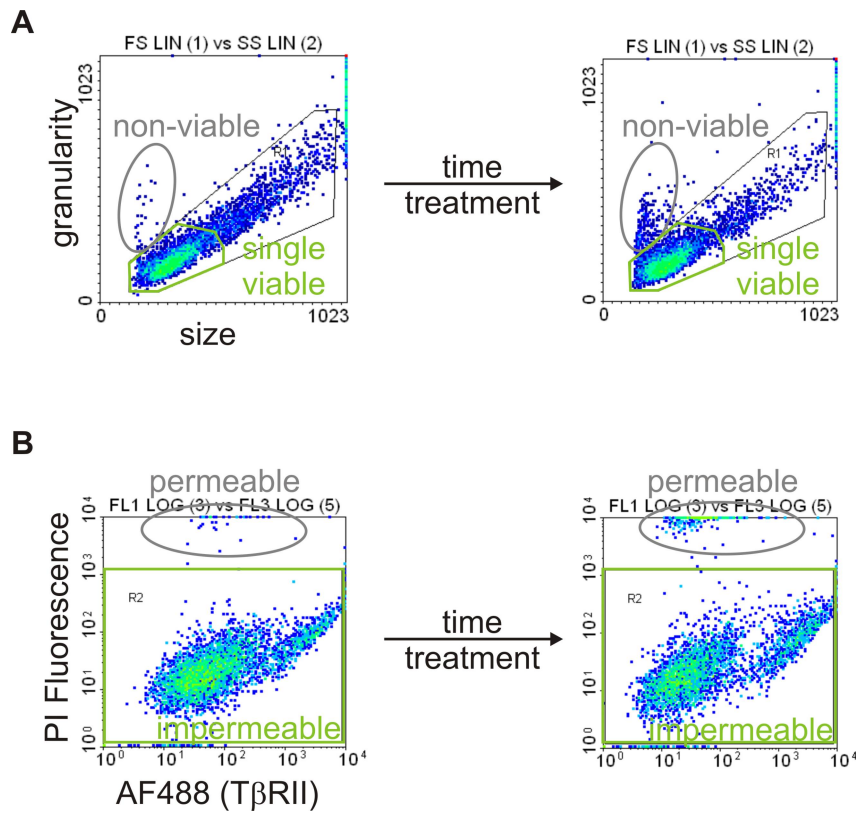 A
FS LIN (1) vs SS LIN (2)
1023
granularity
0
non-viable
R1
single
viable
0
1023
size
time
treatment
FS LIN (1) vs SS LIN (2)
1023
0
non-viable
R1
single
viable
0
1023
B
permeable
FL1 LOG (3) vs FL3 LOG (5)
PI Fluorescence
10⁴
10³
10²
10¹
10⁰
R2
impermeable
10⁰ 10¹ 10² 10³ 10⁴
AF488 (TβRII)
time
treatment
permeable
FL1 LOG (3) vs FL3 LOG (5)
10⁴
10³
10²
10¹
10⁰
R2
impermeable
10⁰ 10¹ 10² 10³ 10⁴